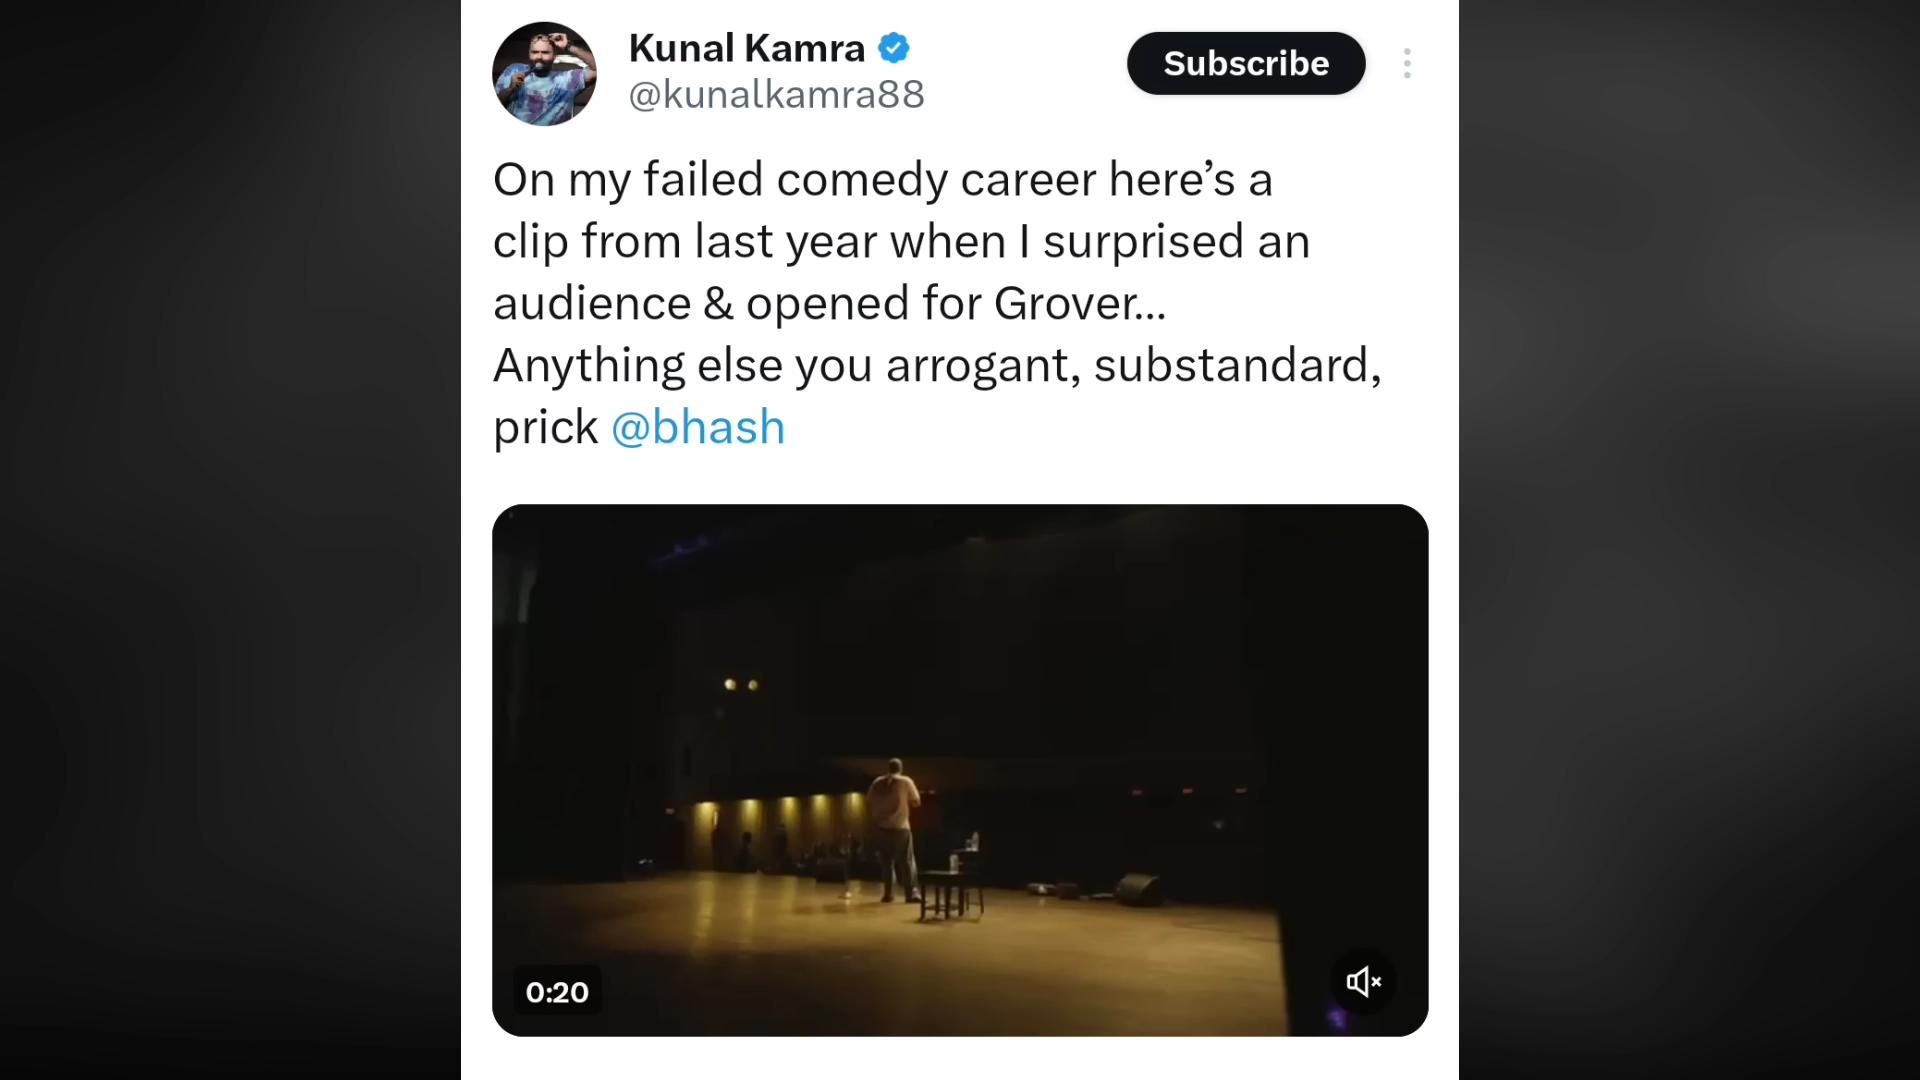 Kunal Kamra
@kunalkamra88
Subscribe
On my failed comedy career here’s a
clip from last year when I surprised an
audience & opened for Grover...
Anything else you arrogant, substandard,
prick @bhash
0:20